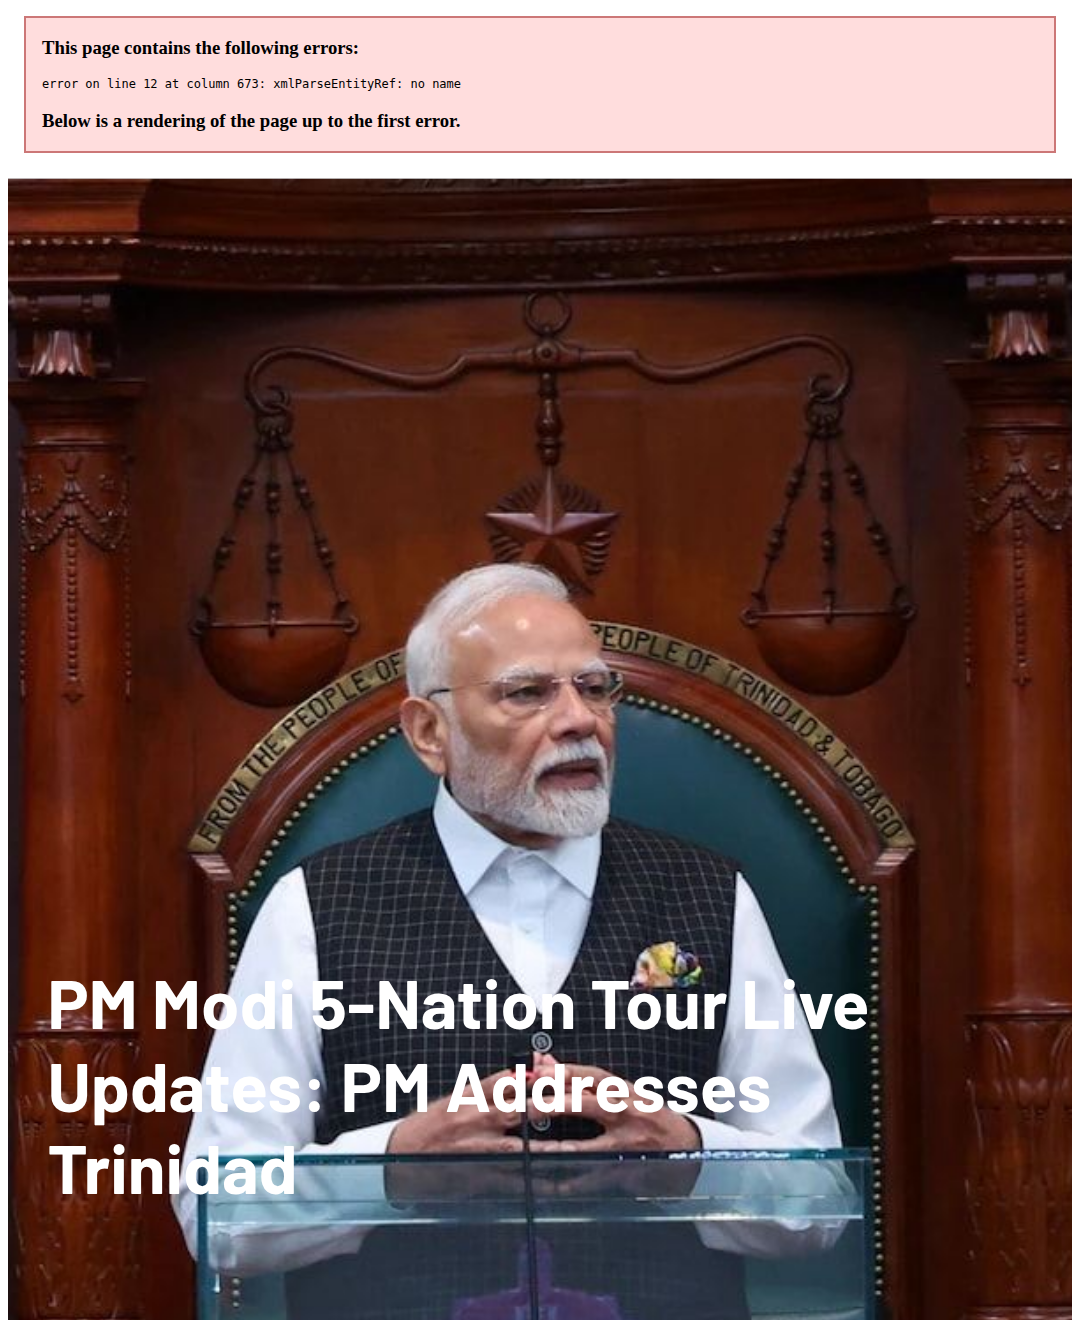 This page contains the following errors:
error on line 12 at column 673: xmlParseEntityRef: no name
Below is a rendering of the page up to the first error.
FROM THE PEOPLE OF
PEOPLE OF TRINIDAD & TOBAGO
PM Modi 5-Nation Tour Live
Updates: PM Addresses
Trinidad